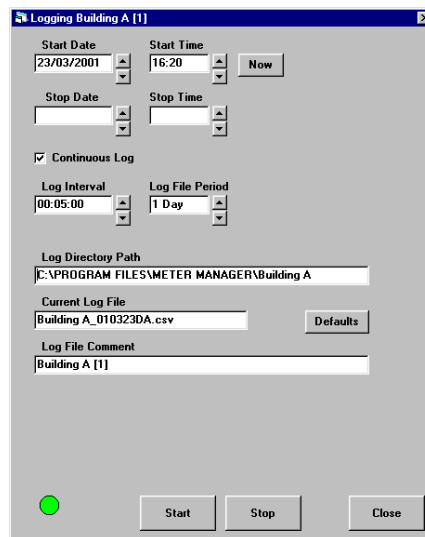 Logging Building A [1]
Start Date Start Time
23/03/2001 16:20 Now
Stop Date Stop Time
Continuous Log
Log Interval Log File Period
00:05:00 1 Day
Log Directory Path
C:\PROGRAM FILES\METER MANAGER\Building A
Current Log File
Building A_010323DA.csv Defaults
Log File Comment
Building A [1]
Start Stop Close